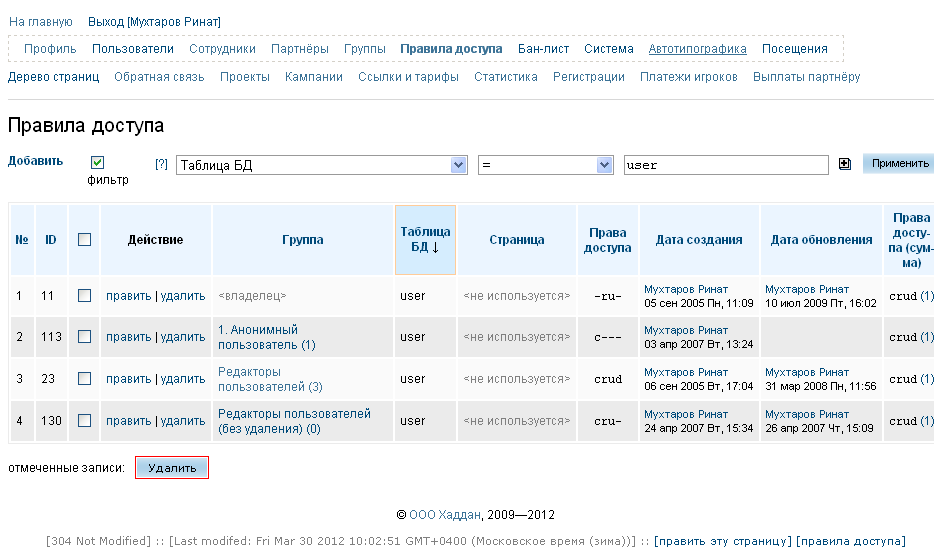 На главную Выход [Мухтаров Ринат]
Профиль Пользователи Сотрудники Партнёры Группы Правила доступа Бан-лист Система Автотипографика Посещения
Дерево страниц Обратная связь Проекты Кампании Ссылки и тарифы Статистика Регистрации Платежи игроков Выплаты партнёру
Правила доступа
Добавить [?] Таблица БД = user Применить
фильтр
№ ID Действие Группа Таблица БД ↓ Страница Права доступа Дата создания Дата обновления Права досту-па (сум-ма)
1 11 править | удалить <владелец> user <не используется> -ru- Мухтаров Ринат 05 сен 2005 Пн, 11:09 Мухтаров Ринат 10 июл 2009 Пт, 16:02 crud (1)
2 113 править | удалить 1. Анонимный пользователь (1) user <не используется> c--- Мухтаров Ринат 03 апр 2007 Вт, 13:24 crud (1)
3 23 править | удалить Редакторы пользователей (3) user <не используется> crud Мухтаров Ринат 06 сен 2005 Вт, 17:04 Мухтаров Ринат 31 мар 2008 Пн, 11:56 crud (1)
4 130 править | удалить Редакторы пользователей (без удаления) (0) user <не используется> cru- Мухтаров Ринат 24 апр 2007 Вт, 15:34 Мухтаров Ринат 26 апр 2007 Чт, 15:09 crud (1)
отмеченные записи: Удалить
© ООО Хаддан, 2009—2012
[304 Not Modified] :: [Last modifed: Fri Mar 30 2012 10:02:51 GMT+0400 (Московское время (зима))] :: [править эту страницу] [правила доступа]